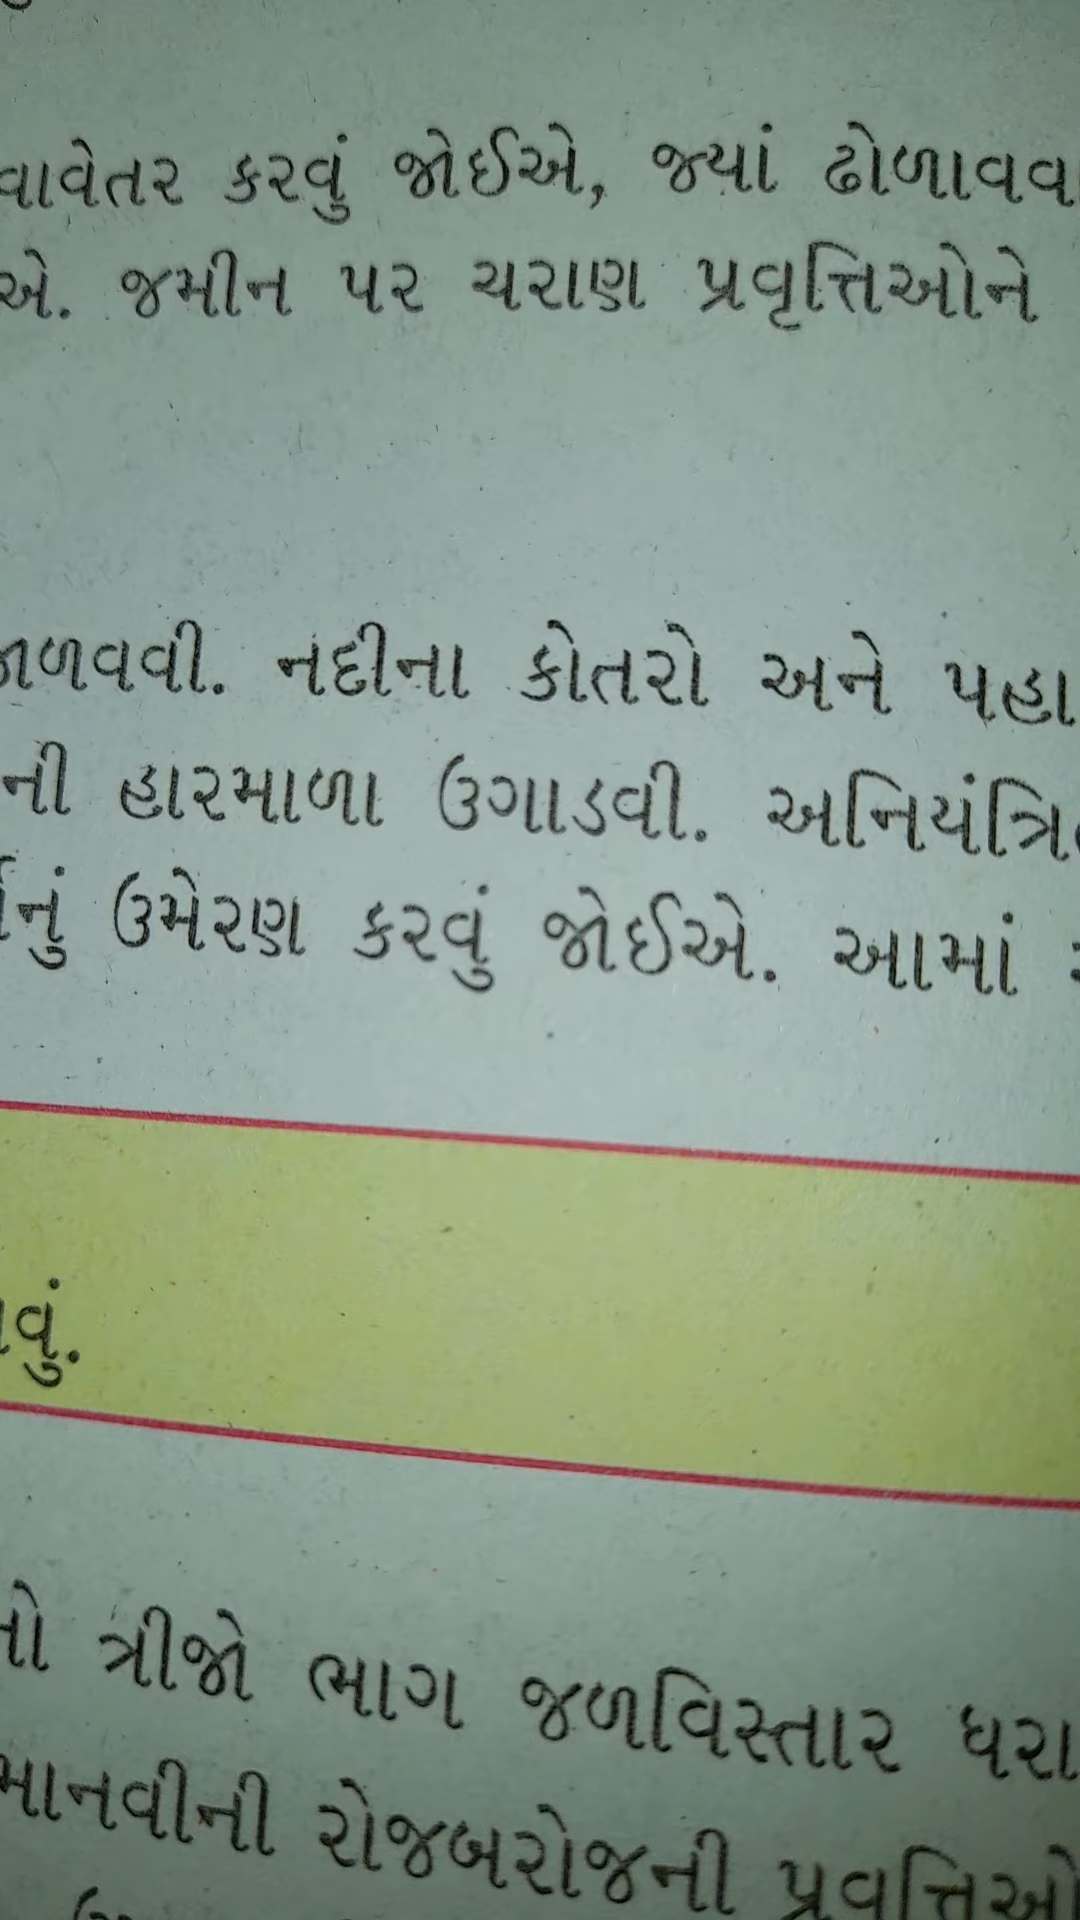 વાવેતર કરવું જોઈએ, જ્યાં ઢોળાવવા
એ. જમીન પર ચરાણ પ્રવૃત્તિઓને
જાળવવી. નદીના કોતરો અને પહા
ની હારમાળા ઉગાડવી. અનિયંત્રિત
નું ઉમેરણ કરવું જોઈએ. આમાં
વું.
ત્રીજો ભાગ જળવિસ્તાર ધરા
માનવીની રોજબરોજની પ્રવૃત્તિઓ